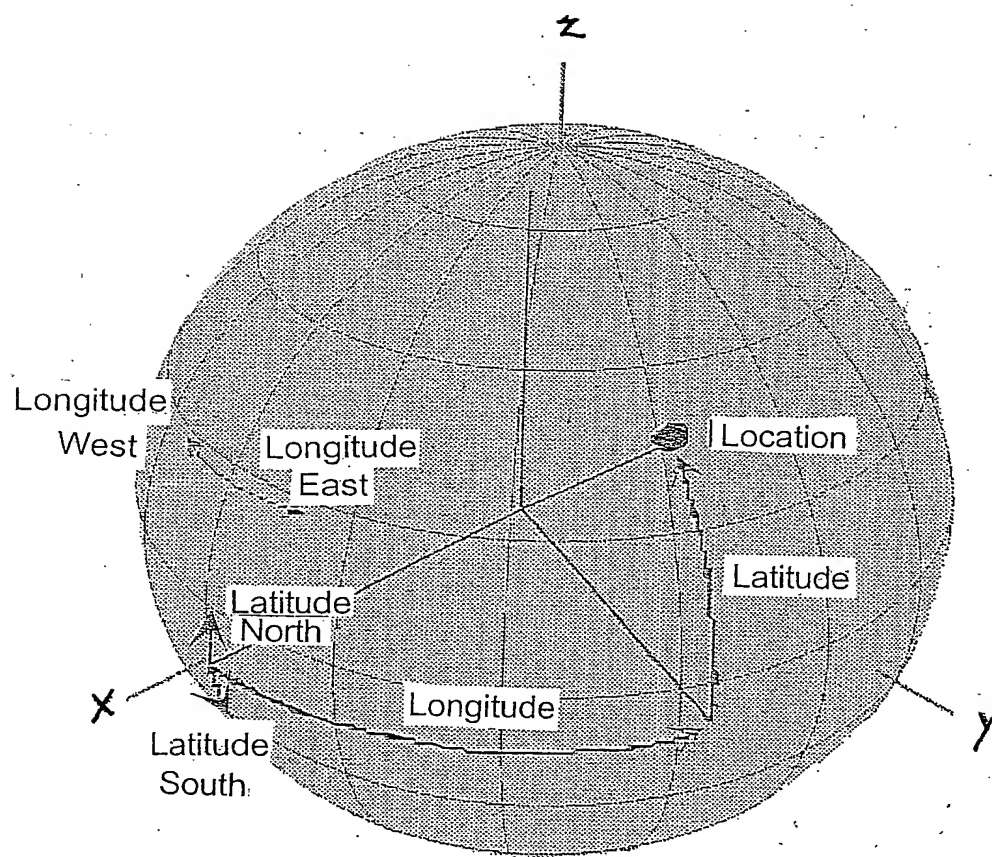 z
Longitude
West
Longitude
East
Location
Latitude
Latitude
North
X
Longitude
y
Latitude
South